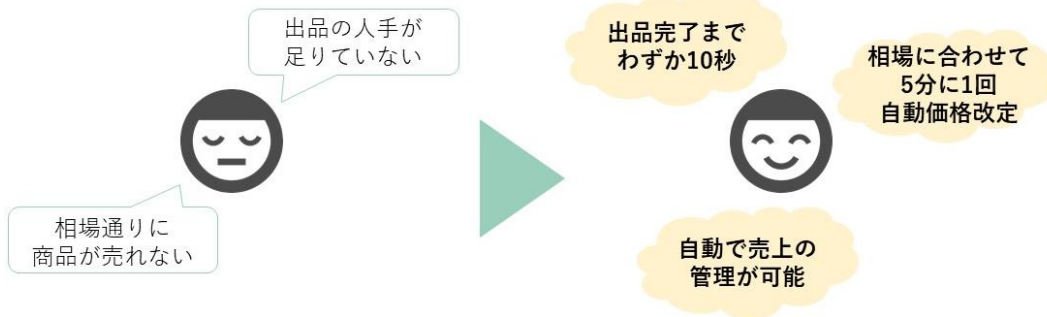 出品の人手が
足りていない
相場通りに
商品が売れない
出品完了まで
わずか10秒
相場に合わせて
5分に1回
自動価格改定
自動で売上の
管理が可能